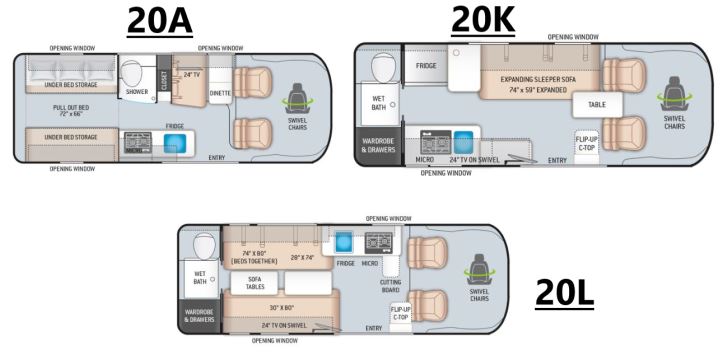 20A
OPENING WINDOW
OPENING WINDOW
UNDER BED STORAGE
SHOWER
CLOSET
24" TV
DINETTE
PULL OUT BED
72" x 66"
SWIVEL
CHAIRS
UNDER BED STORAGE
FRIDGE
MICRO
ENTRY
OPENING WINDOW
20K
OPENING WINDOW
FRIDGE
EXPANDING SLEEPER SOFA
74" x 59" EXPANDED
WET
BATH
TABLE
SWIVEL
CHAIRS
WARDROBE
& DRAWERS
FLIP-UP
C-TOP
MICRO
24" TV ON SWIVEL
ENTRY
OPENING WINDOW
OPENING WINDOW
74" X 80"
(BEDS TOGETHER)
28" X 74"
FRIDGE
MICRO
WET
BATH
SOFA
TABLES
CUTTING
BOARD
SWIVEL
CHAIRS
WARDROBE
& DRAWERS
30" X 80"
FLIP-UP
C-TOP
24" TV ON SWIVEL
ENTRY
OPENING WINDOW
20L